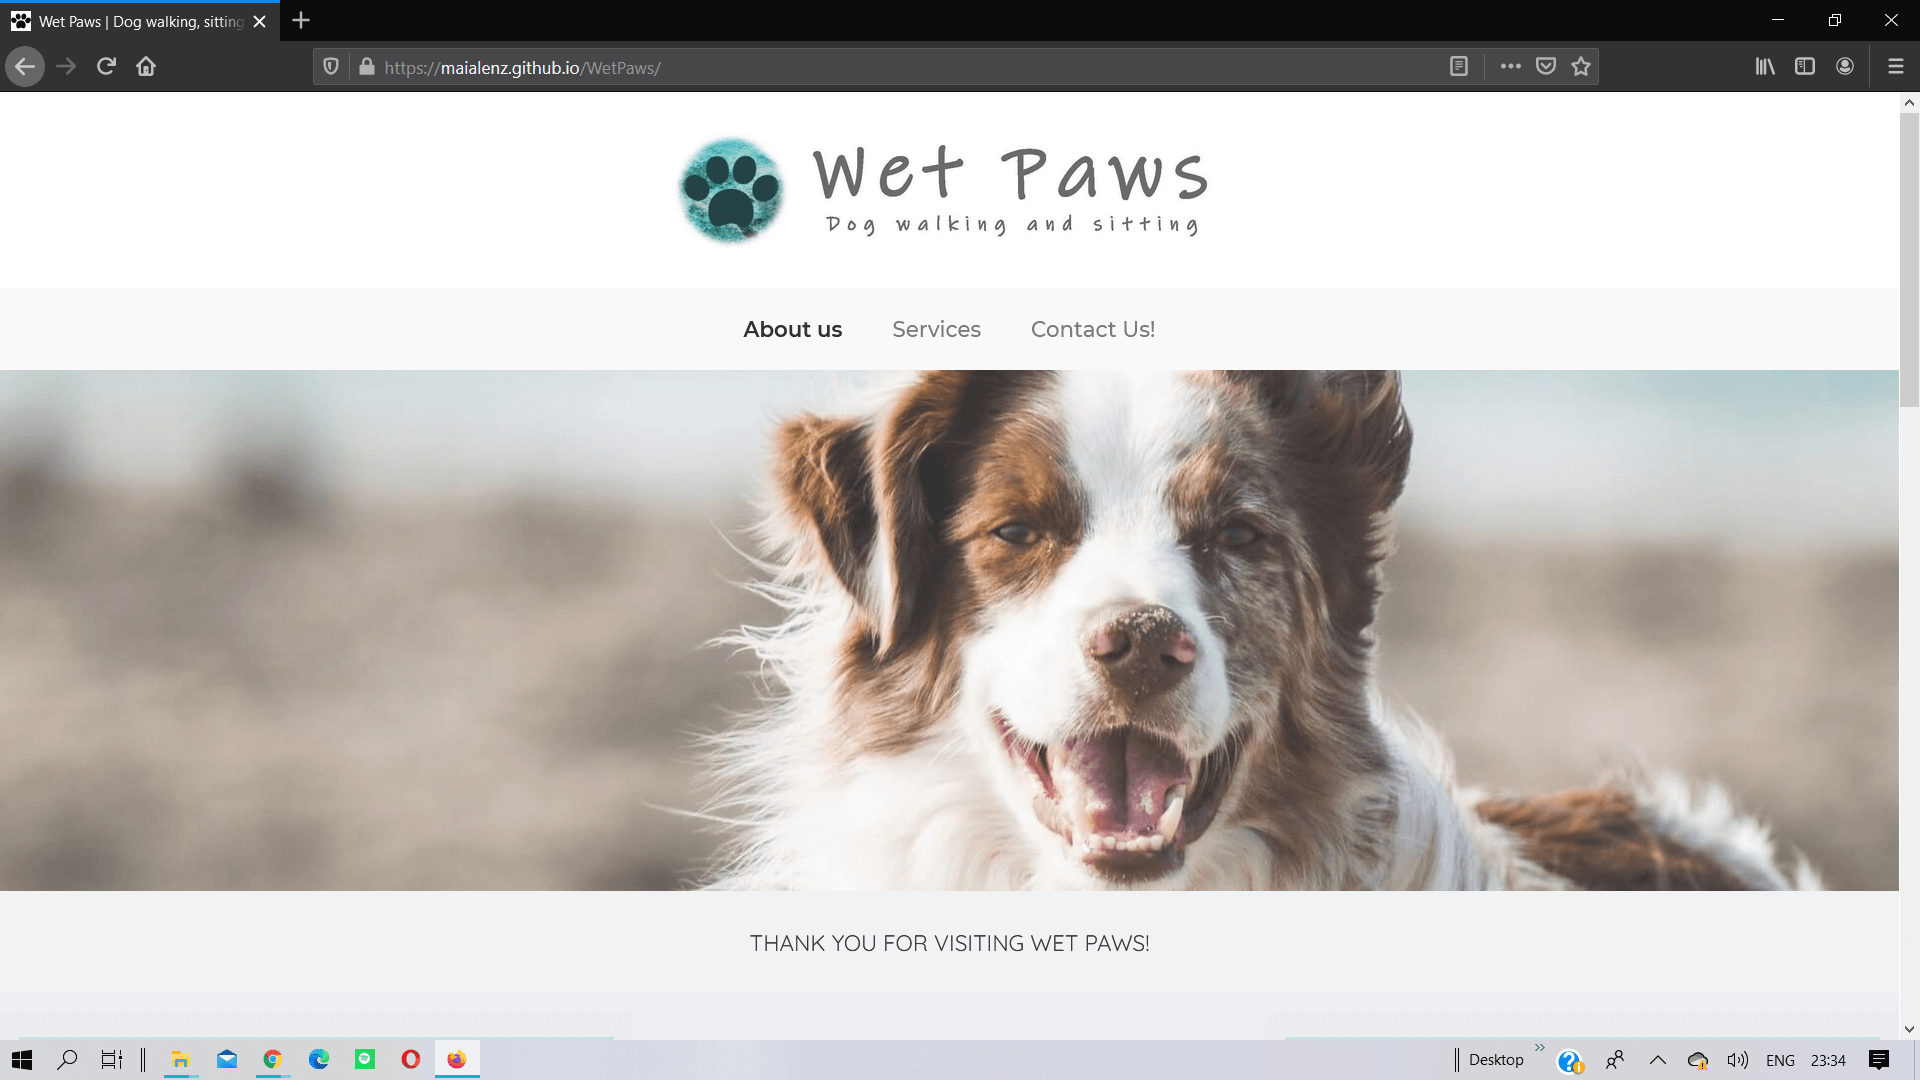 Wet Paws | Dog walking, sitting
https://maialenz.github.io/WetPaws/
Wet Paws
Dog walking and sitting
About us
Services
Contact Us!
THANK YOU FOR VISITING WET PAWS!
Desktop
ENG
23:34